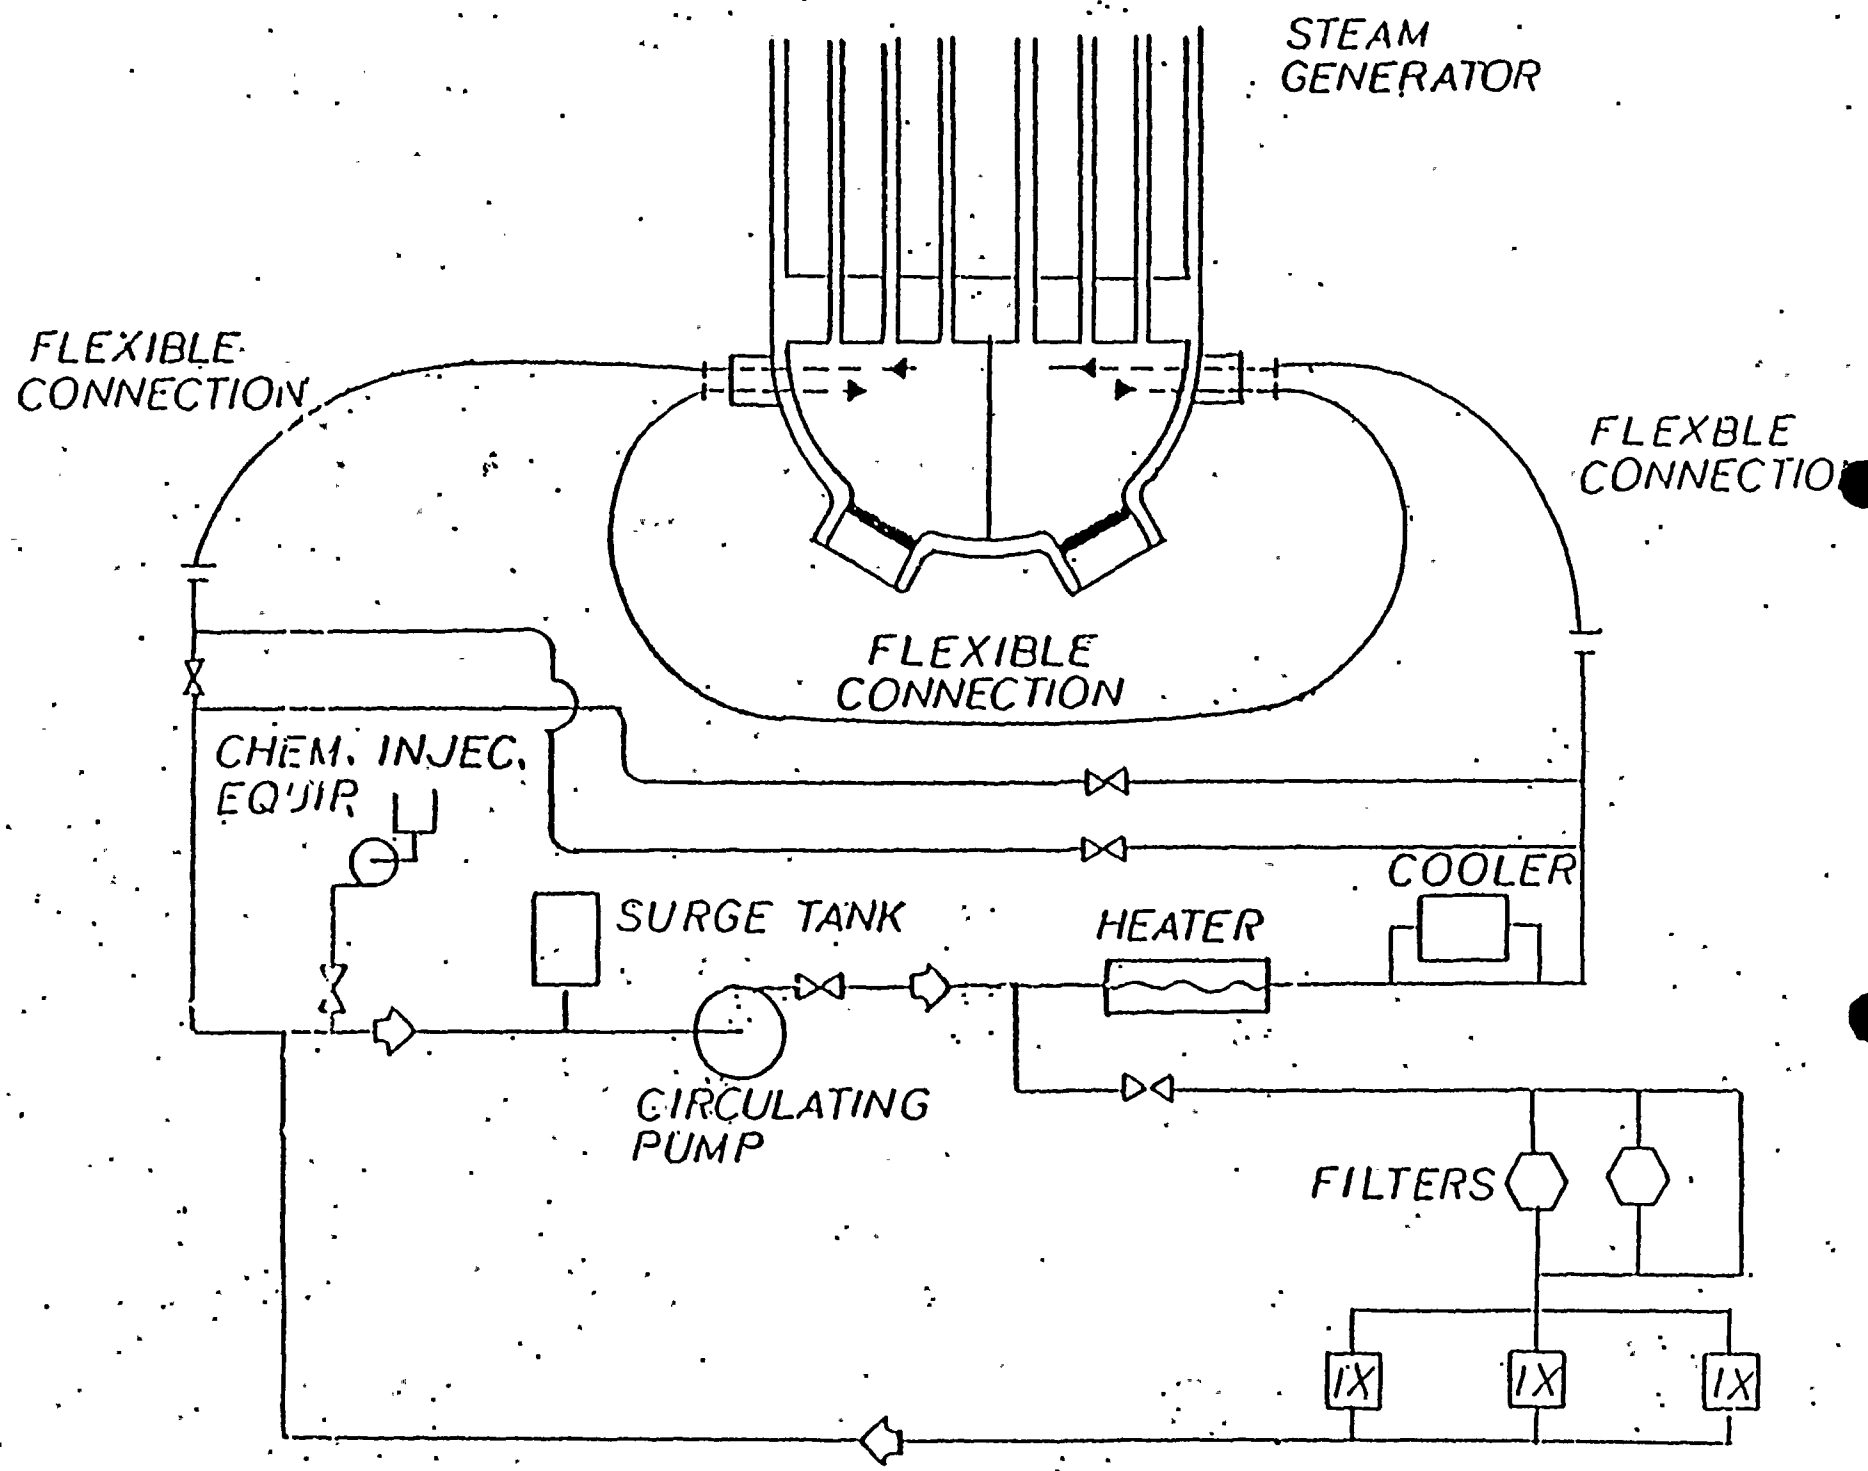 STEAM
GENERATOR
FLEXIBLE
CONNECTION
FLEXBLE
CONNECTIO
FLEXIBLE
CONNECTION
CHEM. INJEC.
EQUIP.
COOLER
SURGE TANK
HEATER
CIRCULATING
PUMP
FILTERS
IX
IX
IX